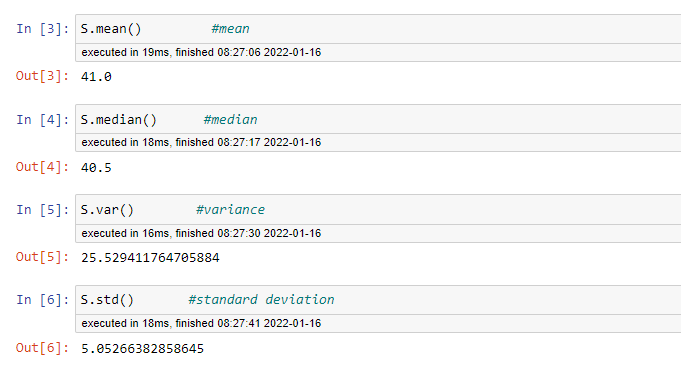 In [3]: S.mean() #mean
executed in 19ms, finished 08:27:06 2022-01-16
Out[3]: 41.0
In [4]: S.median() #median
executed in 18ms, finished 08:27:17 2022-01-16
Out[4]: 40.5
In [5]: S.var() #variance
executed in 16ms, finished 08:27:30 2022-01-16
Out[5]: 25.529411764705884
In [6]: S.std() #standard deviation
executed in 18ms, finished 08:27:41 2022-01-16
Out[6]: 5.05266382858645